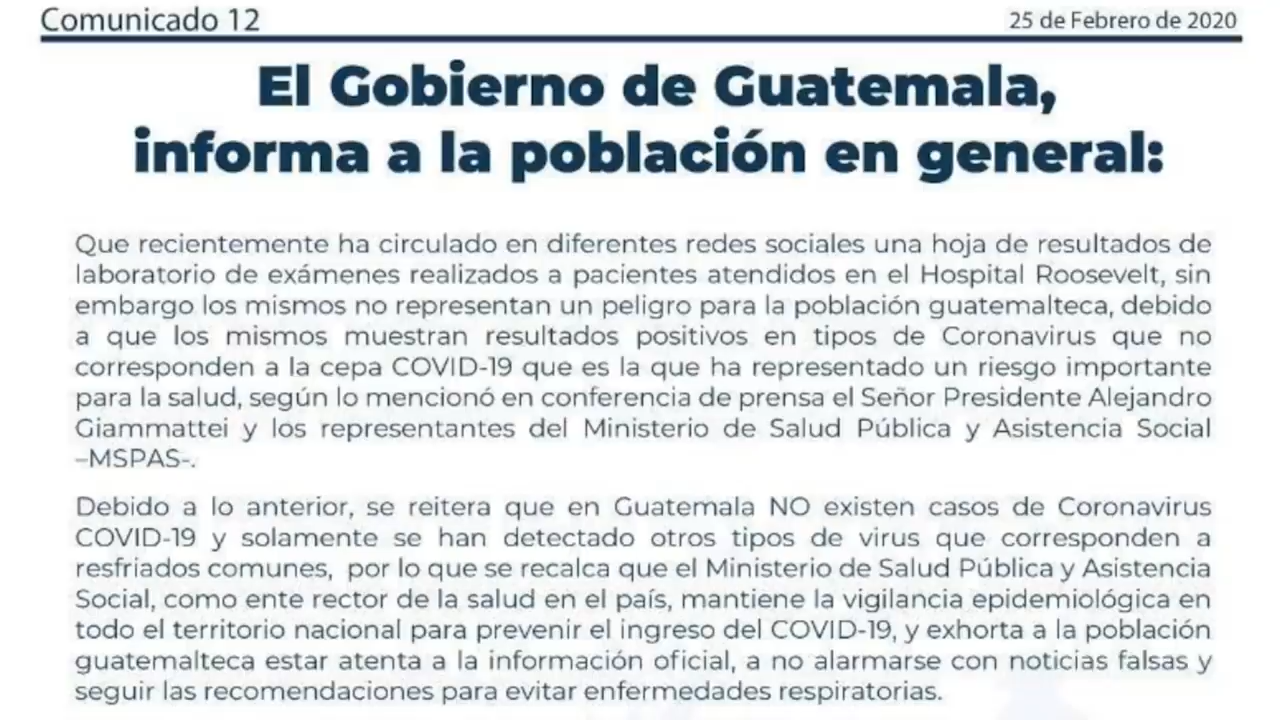 Comunicado 12
25 de Febrero de 2020
El Gobierno de Guatemala,
informa a la población en general:
Que recientemente ha circulado en diferentes redes sociales una hoja de resultados de
laboratorio de exámenes realizados a pacientes atendidos en el Hospital Roosevelt, sin
embargo los mismos no representan un peligro para la población guatemalteca, debido
a que los mismos muestran resultados positivos en tipos de Coronavirus que no
corresponden a la cepa COVID-19 que es la que ha representado un riesgo importante
para la salud, según lo mencionó en conferencia de prensa el Señor Presidente Alejandro
Giammattei y los representantes del Ministerio de Salud Pública y Asistencia Social
–MSPAS-.
Debido a lo anterior, se reitera que en Guatemala NO existen casos de Coronavirus
COVID-19 y solamente se han detectado otros tipos de virus que corresponden a
resfriados comunes, por lo que se recalca que el Ministerio de Salud Pública y Asistencia
Social, como ente rector de la salud en el país, mantiene la vigilancia epidemiológica en
todo el territorio nacional para prevenir el ingreso del COVID-19, y exhorta a la población
guatemalteca estar atenta a la información oficial, a no alarmarse con noticias falsas y
seguir las recomendaciones para evitar enfermedades respiratorias.